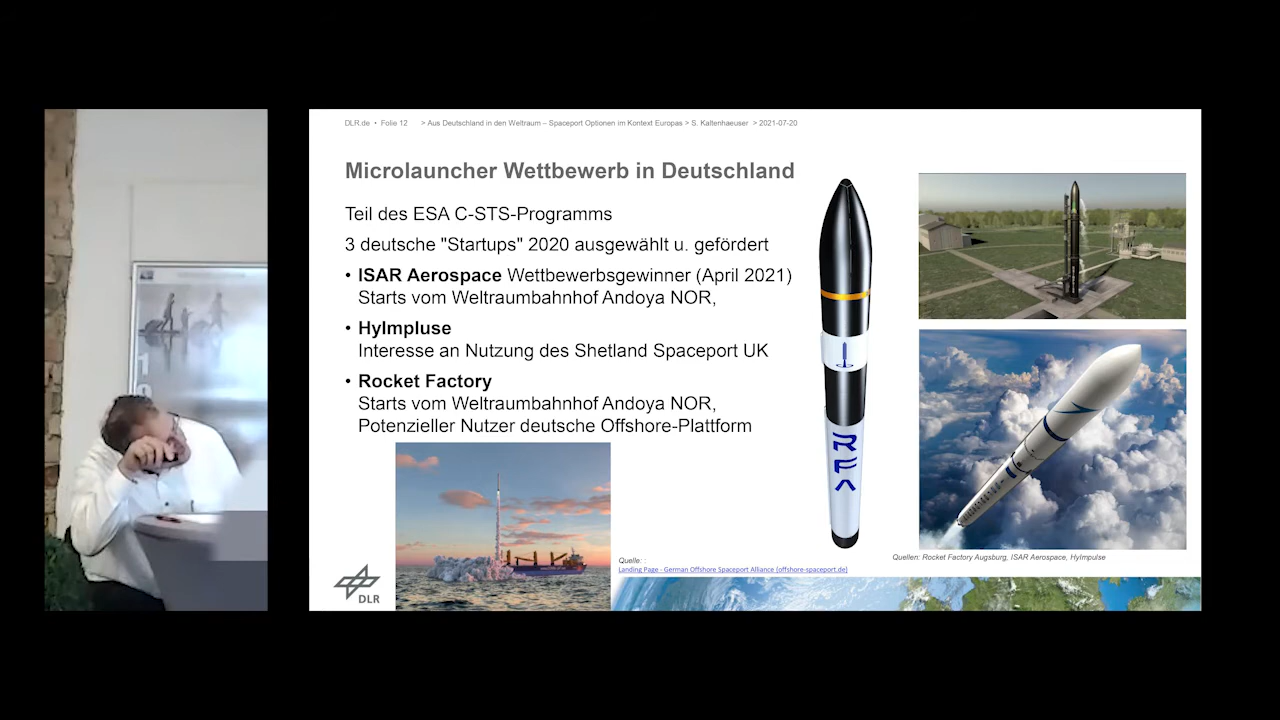 DLR.de • Folie 12 > Aus Deutschland in den Weltraum – Spaceport Optionen im Kontext Europas > S. Kaltenhaeuser > 2021-07-20
Microlauncher Wettbewerb in Deutschland
Teil des ESA C-STS-Programms
3 deutsche "Startups" 2020 ausgewählt u. gefördert
• ISAR Aerospace Wettbewerbsgewinner (April 2021)
Starts vom Weltraumbahnhof Andoya NOR,
• HyImpluse
Interesse an Nutzung des Shetland Spaceport UK
• Rocket Factory
Starts vom Weltraumbahnhof Andoya NOR,
Potenzieller Nutzer deutsche Offshore-Plattform
RFA
Quelle: :
Landing Page - German Offshore Spaceport Alliance (offshore-spaceport.de)
Quellen: Rocket Factory Augsburg, ISAR Aerospace, HyImpulse
DLR